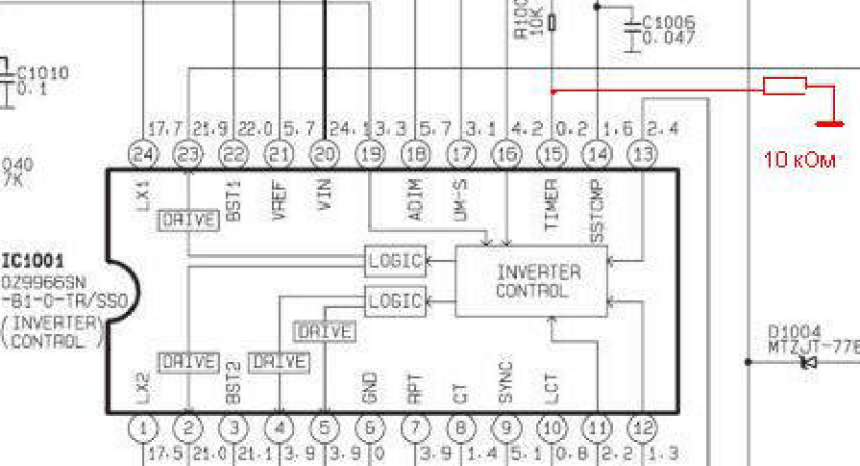 R100
10K
C1006
0.047
C1010
0.1
17.7 21.9 22.0 5.7 24.1 3.3 5.7 3.1 4.2 0.2 1.6 2.4
24 23 22 21 20 19 18 17 16 15 14 13
10 кОм
040
7K
LX1 BST1 VREF VIN ADIM UM-S TIMER SSTCMP
DRIVE
IC1001
OZ9966SN
-B1-0-TR/SSO
(INVERTER
CONTROL)
LOGIC
INVERTER
CONTROL
LOGIC
DRIVE
D1004
MTZJT-77
DRIVE DRIVE
LX2 BST2 GND RPT CT SYNC LCT
1 2 3 4 5 6 7 8 9 10 11 12
17.5 21.0 21.1 3.9 3.9 0 3.9 1.4 5.1 0.8 2.2 1.3